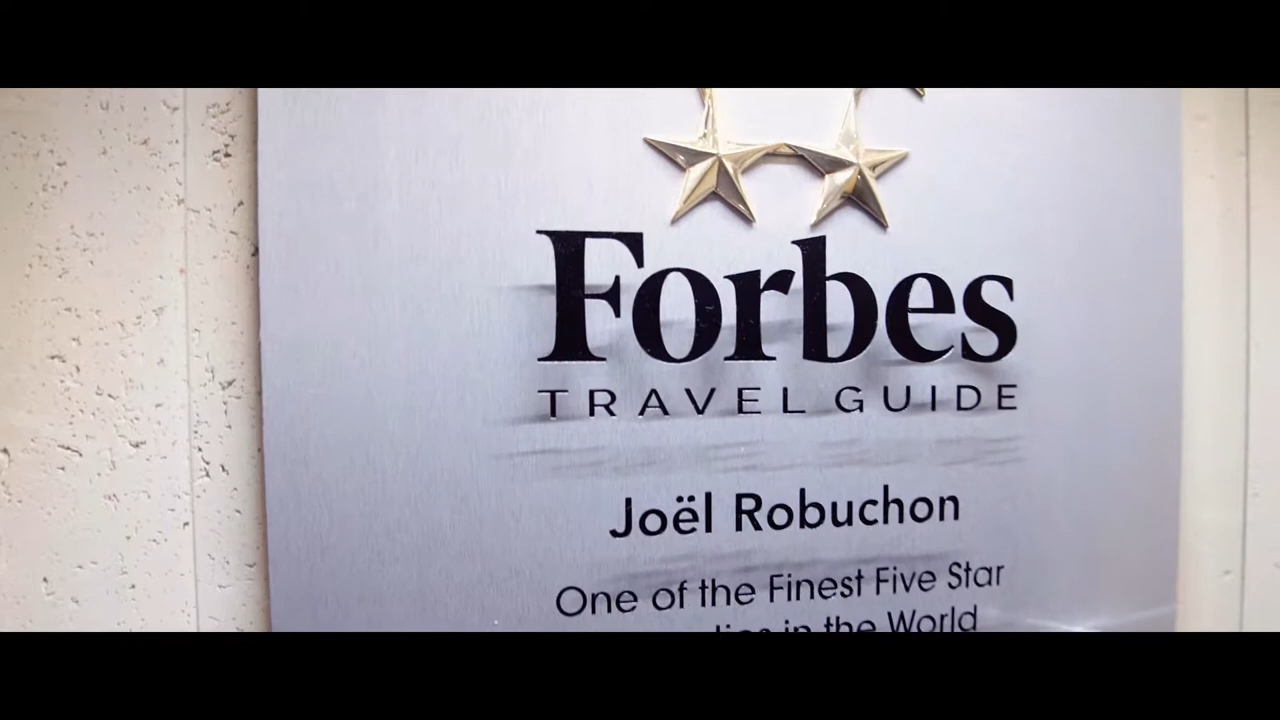 Forbes
TRAVEL GUIDE
Joël Robuchon
One of the Finest Five Star
in the World